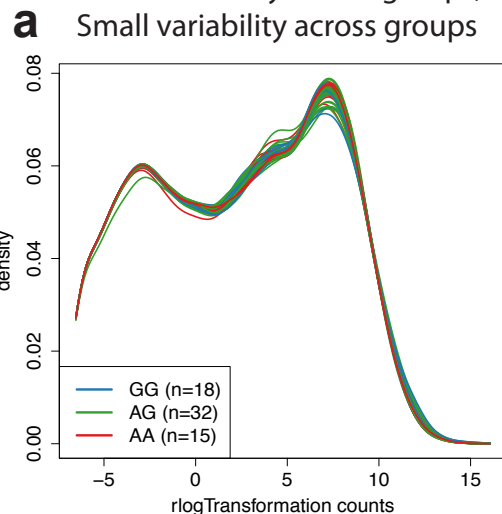 a
Small variability across groups
density
0.08
0.06
0.04
0.02
0.00
GG (n=18)
AG (n=32)
AA (n=15)
−5 0 5 10 15
rlogTransformation counts